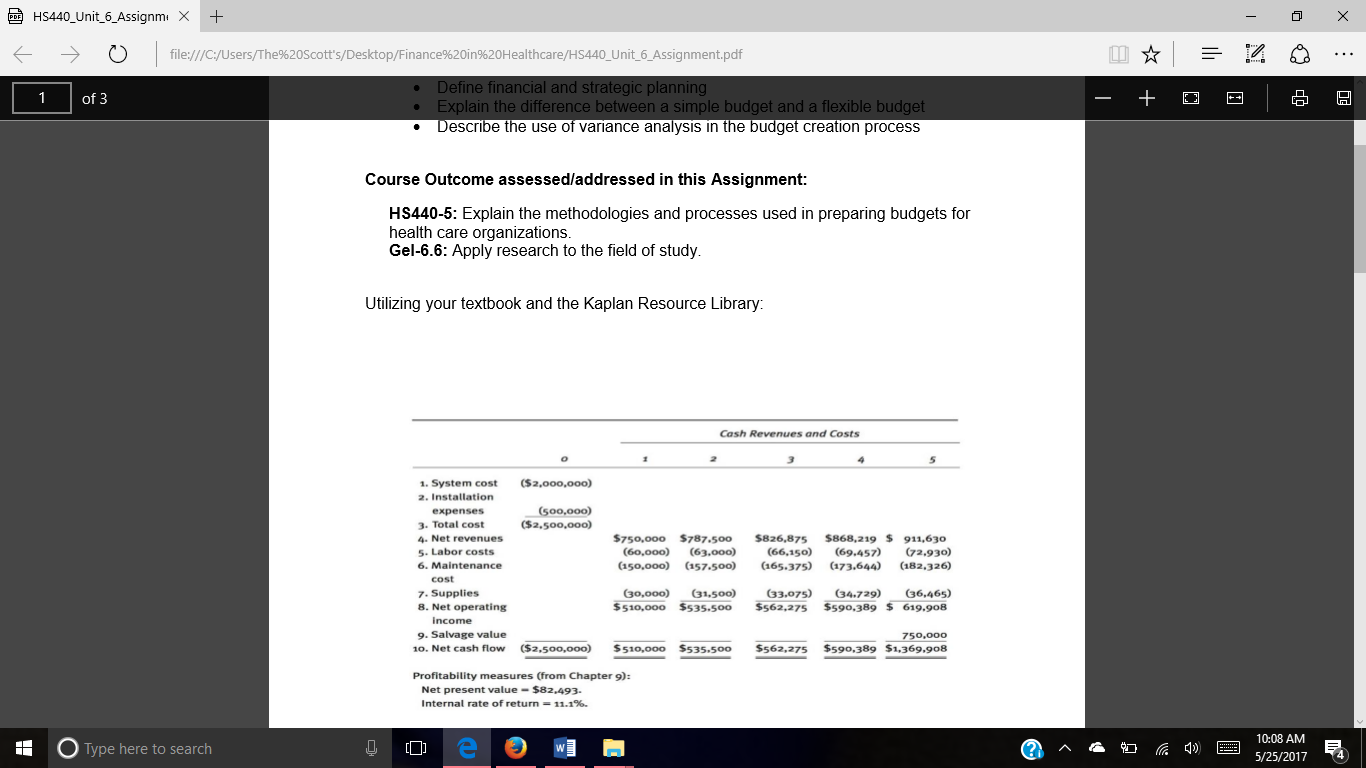 HS440_Unit_6_Assignm
file:///C:/Users/The%20Scott's/Desktop/Finance%20in%20Healthcare/HS440_Unit_6_Assignment.pdf
1 of 3
• Define financial and strategic planning
• Explain the difference between a simple budget and a flexible budget
• Describe the use of variance analysis in the budget creation process
Course Outcome assessed/addressed in this Assignment:
HS440-5: Explain the methodologies and processes used in preparing budgets for
health care organizations.
Gel-6.6: Apply research to the field of study.
Utilizing your textbook and the Kaplan Resource Library:
Cash Revenues and Costs
0 1 2 3 4 5
1. System cost ($2,000,000)
2. Installation
expenses (500,000)
3. Total cost ($2,500,000)
4. Net revenues $750,000 $787,500 $826,875 $868,219 $ 911,630
5. Labor costs (60,000) (63,000) (66,150) (69,457) (72,930)
6. Maintenance (150,000) (157,500) (165,375) (173,644) (182,326)
cost
7. Supplies (30,000) (31,500) (33,075) (34,729) (36,465)
8. Net operating $510,000 $535,500 $562,275 $590,389 $ 619,908
income
9. Salvage value 750,000
10. Net cash flow ($2,500,000) $510,000 $535,500 $562,275 $590,389 $1,369,908
Profitability measures (from Chapter 9):
Net present value = $82,493.
Internal rate of return = 11.1%.
Type here to search
10:08 AM
5/25/2017
4